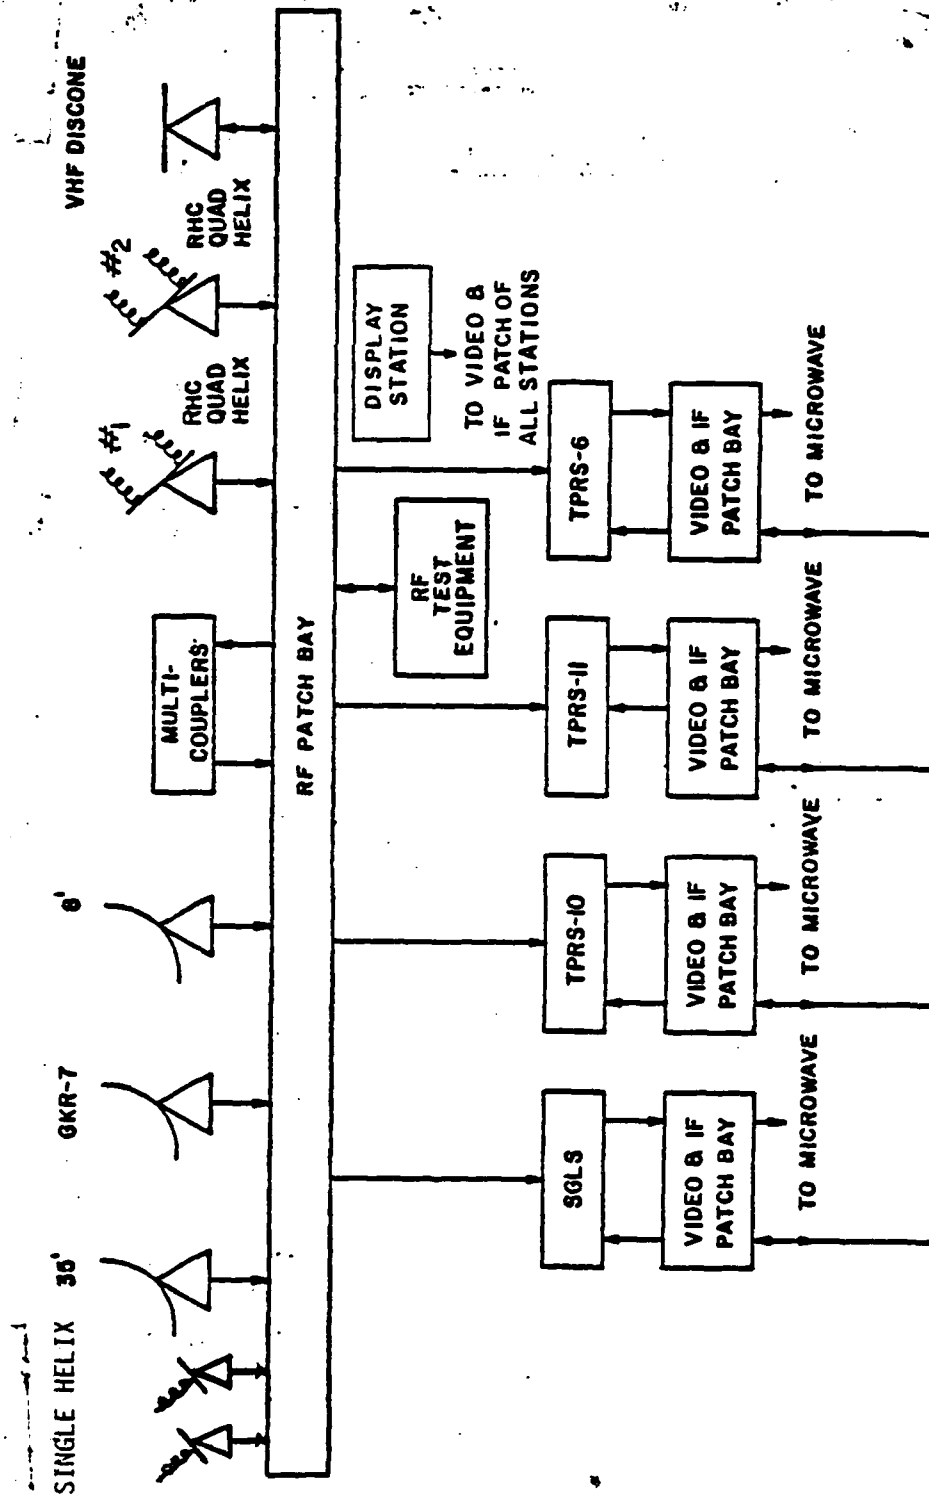 SINGLE HELIX
35'
GKR-7
8'
MULTI-
COUPLERS
#1
RHC
QUAD
HELIX
#2
RHC
QUAD
HELIX
VHF DISCONE
RF PATCH BAY
DISPLAY
STATION
TO VIDEO &
IF PATCH OF
ALL STATIONS
RF
TEST
EQUIPMENT
SGLS
TPRS-10
TPRS-11
TPRS-6
VIDEO & IF
PATCH BAY
VIDEO & IF
PATCH BAY
VIDEO & IF
PATCH BAY
VIDEO & IF
PATCH BAY
TO MICROWAVE
TO MICROWAVE
TO MICROWAVE
TO MICROWAVE